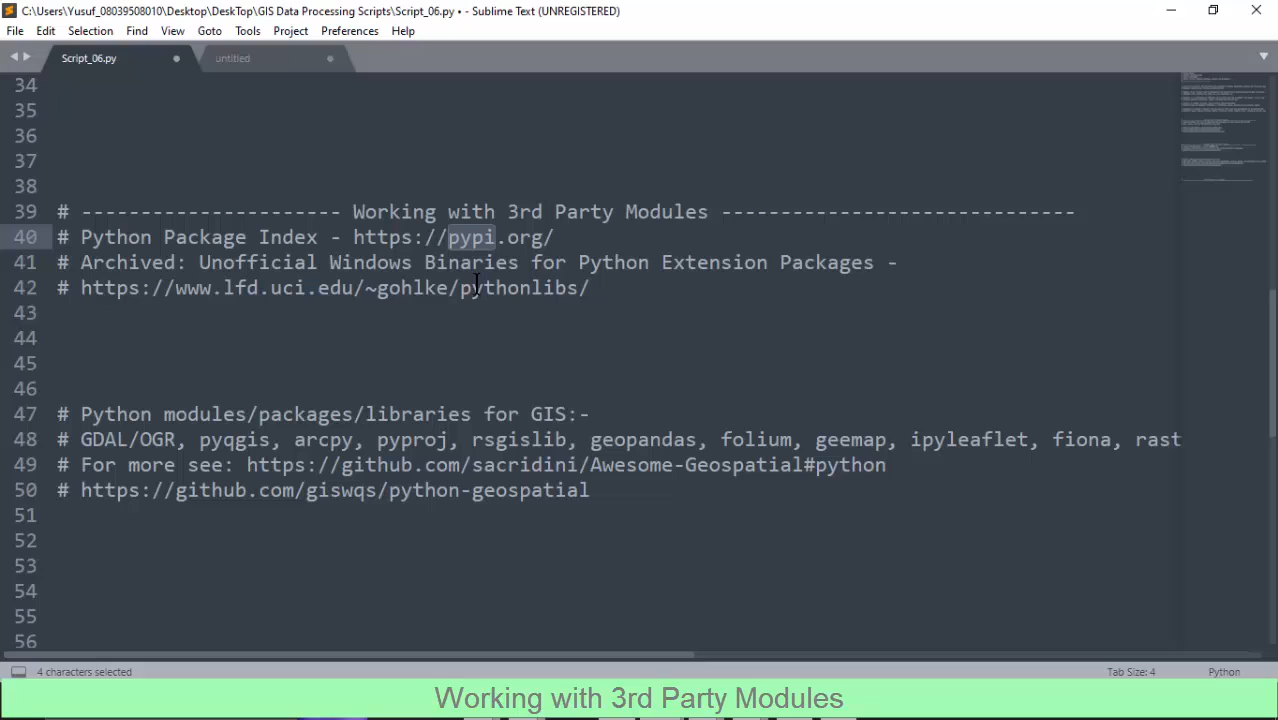 C:\Users\Yusuf_08039508010\Desktop\DeskTop\GIS Data Processing Scripts\Script_06.py • - Sublime Text (UNREGISTERED)
File Edit Selection Find View Goto Tools Project Preferences Help
Script_06.py untitled
34
35
36
37
38
39 # ---------------------- Working with 3rd Party Modules ------------------------------
40 # Python Package Index - https://pypi.org/
41 # Archived: Unofficial Windows Binaries for Python Extension Packages -
42 # https://www.lfd.uci.edu/~gohlke/pythonlibs/
43
44
45
46
47 # Python modules/packages/libraries for GIS:-
48 # GDAL/OGR, pyqgis, arcpy, pyproj, rsgislib, geopandas, folium, geemap, ipyleaflet, fiona, rast
49 # For more see: https://github.com/sacridini/Awesome-Geospatial#python
50 # https://github.com/giswqs/python-geospatial
51
52
53
54
55
56
4 characters selected Tab Size: 4 Python
Working with 3rd Party Modules